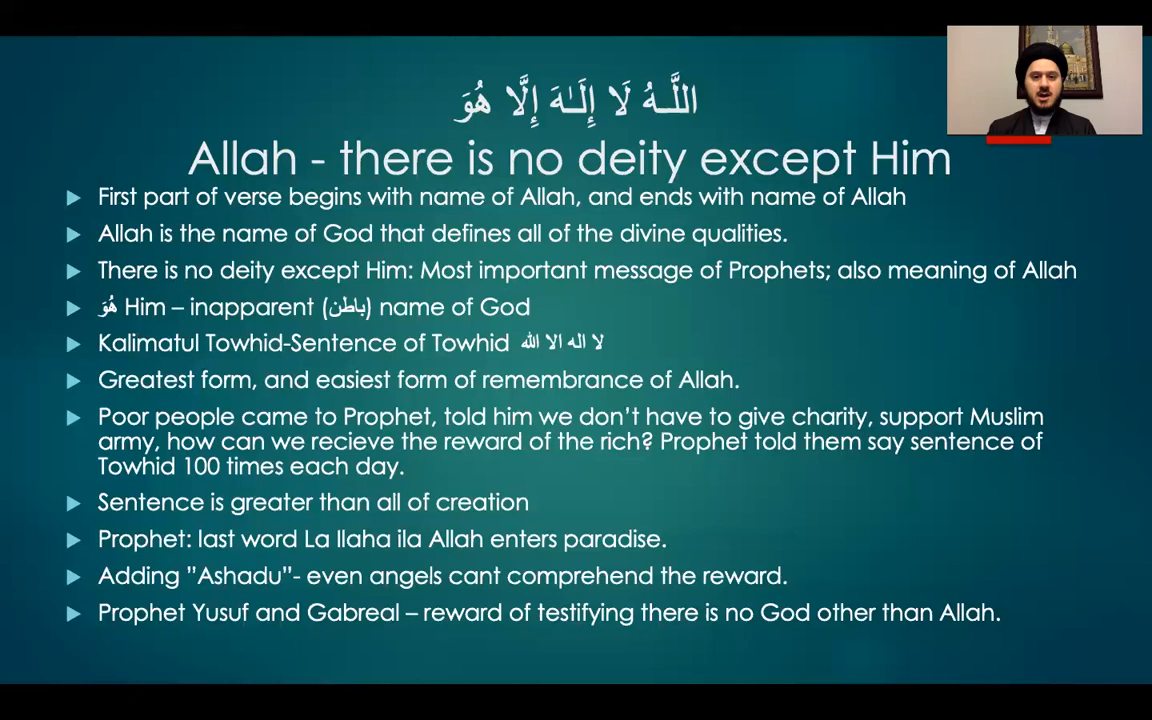 اللَّـهُ لَا إِلَـٰهَ إِلَّا هُوَ
Allah - there is no deity except Him
First part of verse begins with name of Allah, and ends with name of Allah
Allah is the name of God that defines all of the divine qualities.
There is no deity except Him: Most important message of Prophets; also meaning of Allah
هُوَ Him – inapparent (باطن) name of God
Kalimatul Towhid-Sentence of Towhid لا اله الا الله
Greatest form, and easiest form of remembrance of Allah.
Poor people came to Prophet, told him we don't have to give charity, support Muslim
army, how can we recieve the reward of the rich? Prophet told them say sentence of
Towhid 100 times each day.
Sentence is greater than all of creation
Prophet: last word La Ilaha ila Allah enters paradise.
Adding "Ashadu"- even angels cant comprehend the reward.
Prophet Yusuf and Gabreal – reward of testifying there is no God other than Allah.